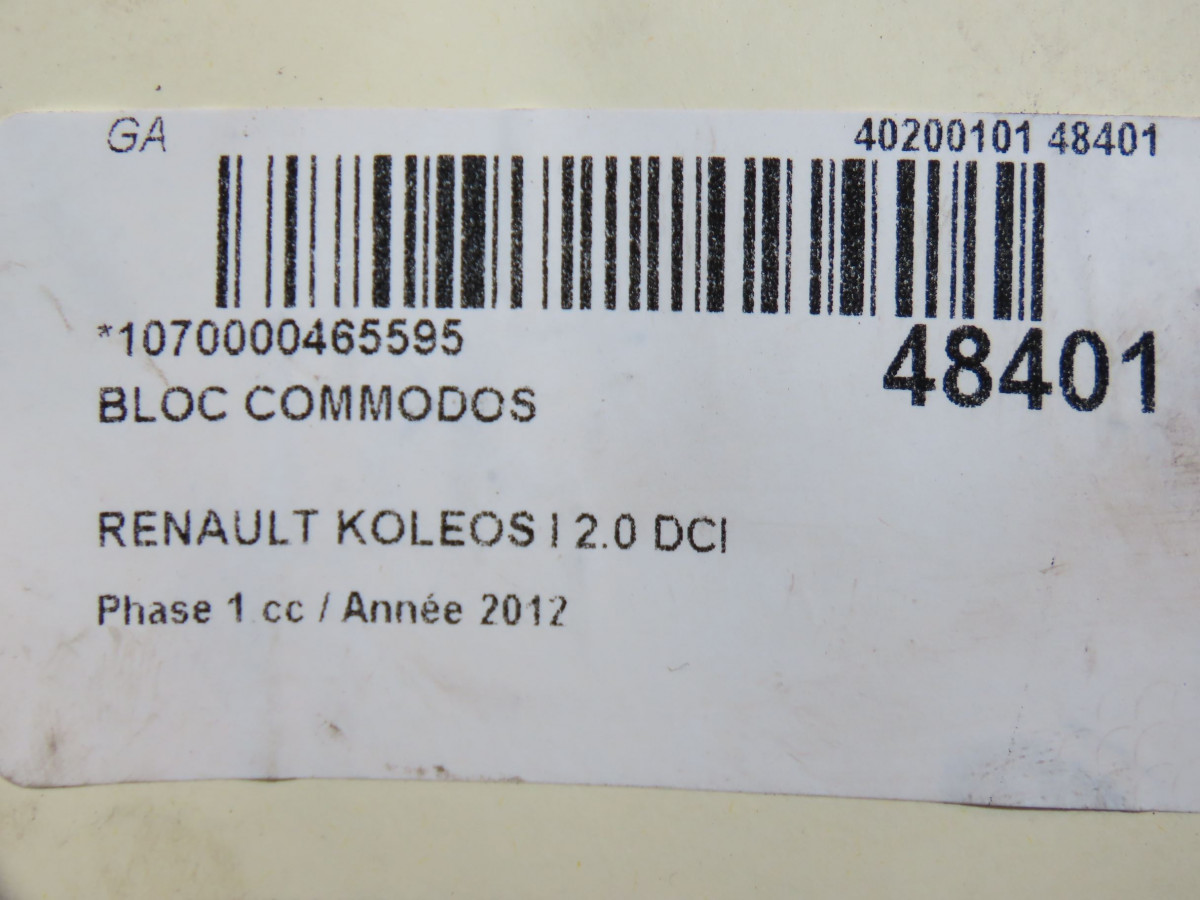 GA
40200101 48401
*1070000465595
48401
BLOC COMMODOS
RENAULT KOLEOS I 2.0 DCI
Phase 1 cc / Année 2012